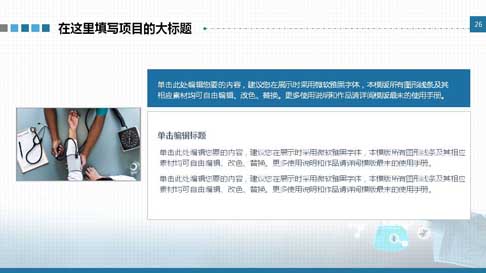 在这里填写项目的大标题
26
单击此处编辑您要的内容，建议您在展示时采用微软雅黑字体，本模版所有图形线条及其
相应素材均可自由编辑、改色、替换。更多使用说明和作品请详阅模版最末的使用手册。
单击编辑标题
单击此处编辑您要的内容，建议您在展示时采用微软雅黑字体，本模版所有图形线条及其相应
素材均可自由编辑、改色、替换。更多使用说明和作品请详阅模版最末的使用手册。
单击此处编辑您要的内容，建议您在展示时采用微软雅黑字体，本模版所有图形线条及其相应
素材均可自由编辑、改色、替换。更多使用说明和作品请详阅模版最末的使用手册。